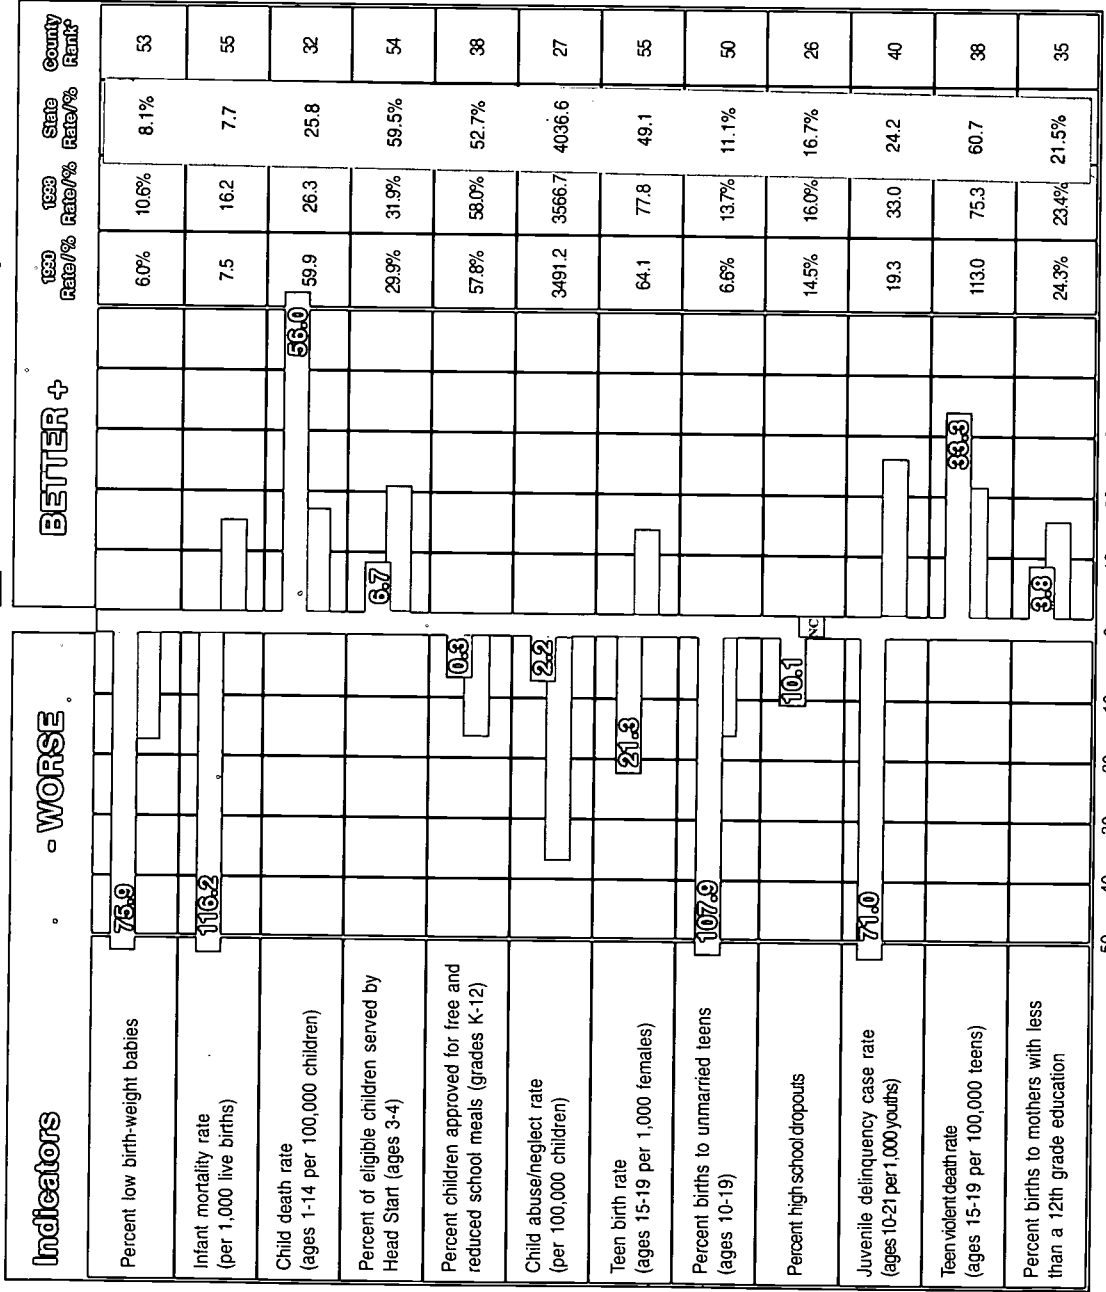 Indicators - WORSE BETTER + 1990 Rate/% 1998 Rate/% State Rate/% County Rank*
Percent low birth-weight babies 75.9 6.0% 10.6% 8.1% 53
Infant mortality rate
(per 1,000 live births) 116.2 7.5 16.2 7.7 55
Child death rate
(ages 1-14 per 100,000 children) 56.0 59.9 26.3 25.8 32
Percent of eligible children served by
Head Start (ages 3-4) 6.7 29.9% 31.9% 59.5% 54
Percent children approved for free and
reduced school meals (grades K-12) 0.3 57.8% 58.0% 52.7% 38
Child abuse/neglect rate
(per 100,000 children) 2.2 3491.2 3566.7 4036.6 27
Teen birth rate
(ages 15-19 per 1,000 females) 21.3 64.1 77.8 49.1 55
Percent births to unmarried teens
(ages 10-19) 107.9 6.6% 13.7% 11.1% 50
Percent high school dropouts 10.1 NC 14.5% 16.0% 16.7% 26
Juvenile delinquency case rate
(ages 10-21 per 1,000 youths) 71.0 19.3 33.0 24.2 40
Teen violent death rate
(ages 15-19 per 100,000 teens) 33.3 113.0 75.3 60.7 38
Percent births to mothers with less
than a 12th grade education 3.8 24.3% 23.4% 21.5% 35